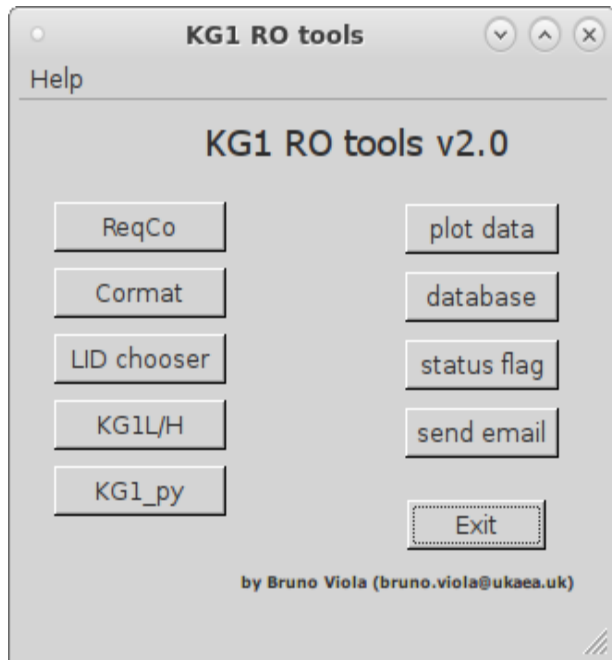 KG1 RO tools
Help
KG1 RO tools v2.0
ReqCo
plot data
Cormat
database
LID chooser
status flag
KG1L/H
send email
KG1_py
Exit
by Bruno Viola (bruno.viola@ukaea.uk)